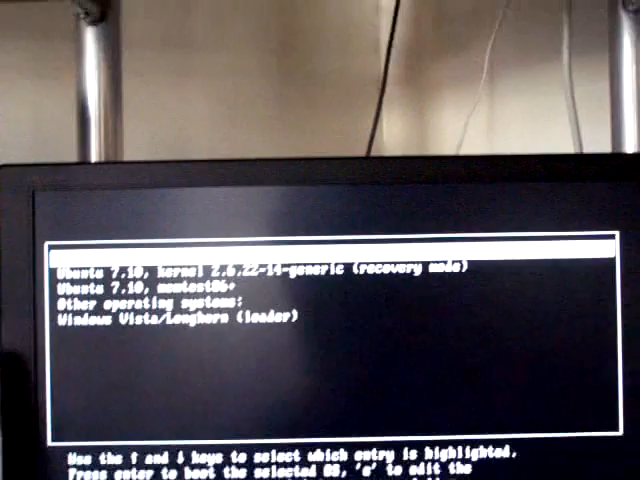 Ubuntu 7.10, kernel 2.6.22-14-generic (recovery mode)
Ubuntu 7.10, memtest86+
Other operating systems:
Windows Vista/Longhorn (loader)
Use the ↑ and ↓ keys to select which entry is highlighted.
Press enter to boot the selected OS, 'e' to edit the